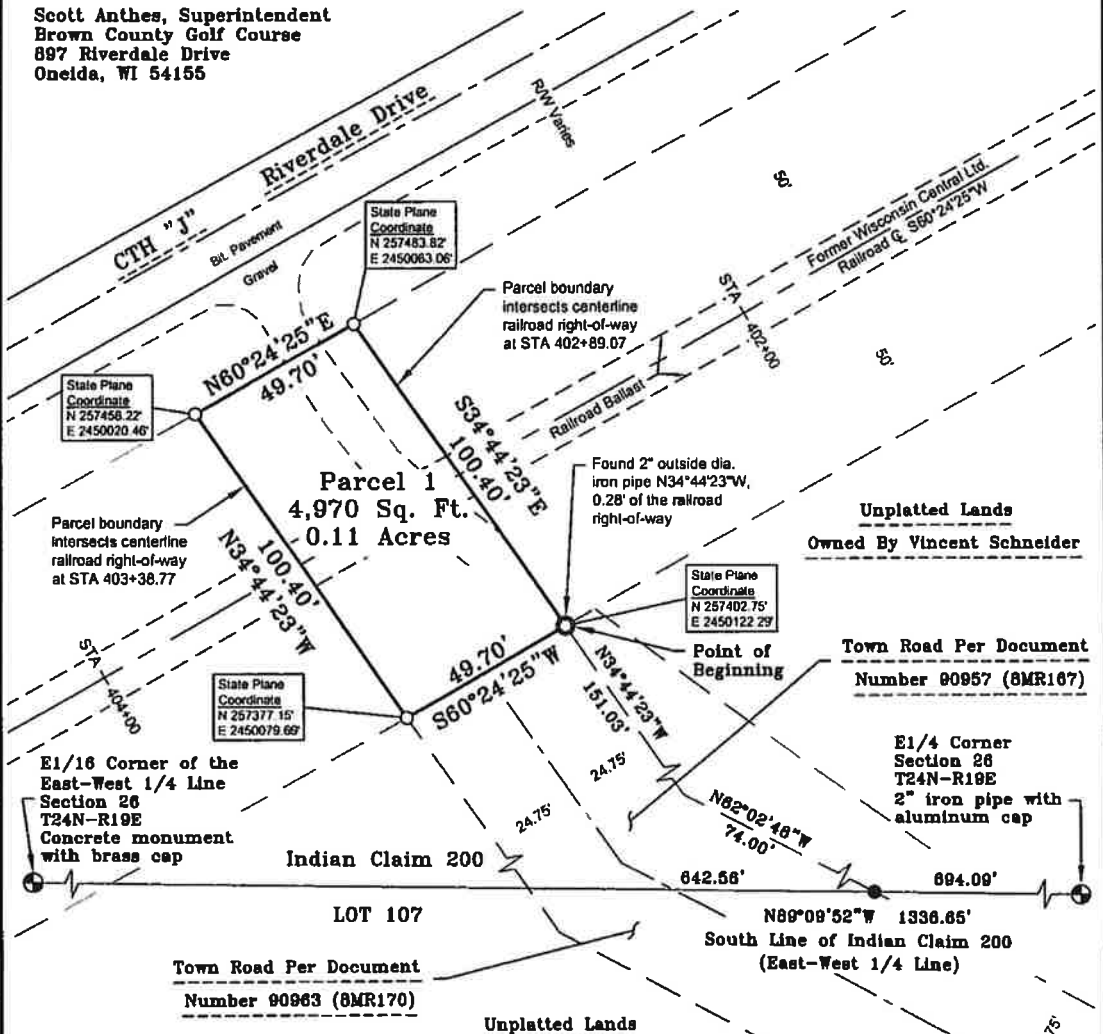 Scott Anthes, Superintendent
Brown County Golf Course
897 Riverdale Drive
Oneida, WI 54155
CTH "J" Riverdale Drive
R/W Varies
Bit. Pavement
Gravel
50'
Former Wisconsin Central Ltd.
Railroad ℄ S60°24'25"W
State Plane
Coordinate
N 257483.82'
E 2450063.06'
Parcel boundary
intersects centerline
railroad right-of-way
at STA 402+89.07
STA
402+00
50'
Railroad Ballast
N60°24'25"E
49.70'
State Plane
Coordinate
N 257458.22'
E 2450020.46'
S34°44'23"E
100.40'
Found 2" outside dia.
iron pipe N34°44'23"W,
0.28' of the railroad
right-of-way
Parcel 1
4,970 Sq. Ft.
0.11 Acres
Unplatted Lands
Owned By Vincent Schneider
Parcel boundary
intersects centerline
railroad right-of-way
at STA 403+38.77
100.40'
N34°44'23"W
State Plane
Coordinate
N 257402.75'
E 2450122.29'
Point of
Beginning
49.70'
S60°24'25"W
STA
404+00
State Plane
Coordinate
N 257377.15'
E 2450079.69'
N34°44'23"W
151.03'
Town Road Per Document
Number 90957 (8MR167)
24.75'
24.75'
N62°02'48"W
74.00'
E1/4 Corner
Section 26
T24N-R19E
2" iron pipe with
aluminum cap
E1/16 Corner of the
East-West 1/4 Line
Section 26
T24N-R19E
Concrete monument
with brass cap
Indian Claim 200
642.56'
694.09'
LOT 107
N89°09'52"W 1336.65'
South Line of Indian Claim 200
(East-West 1/4 Line)
Town Road Per Document
Number 90963 (8MR170)
Unplatted Lands
75'